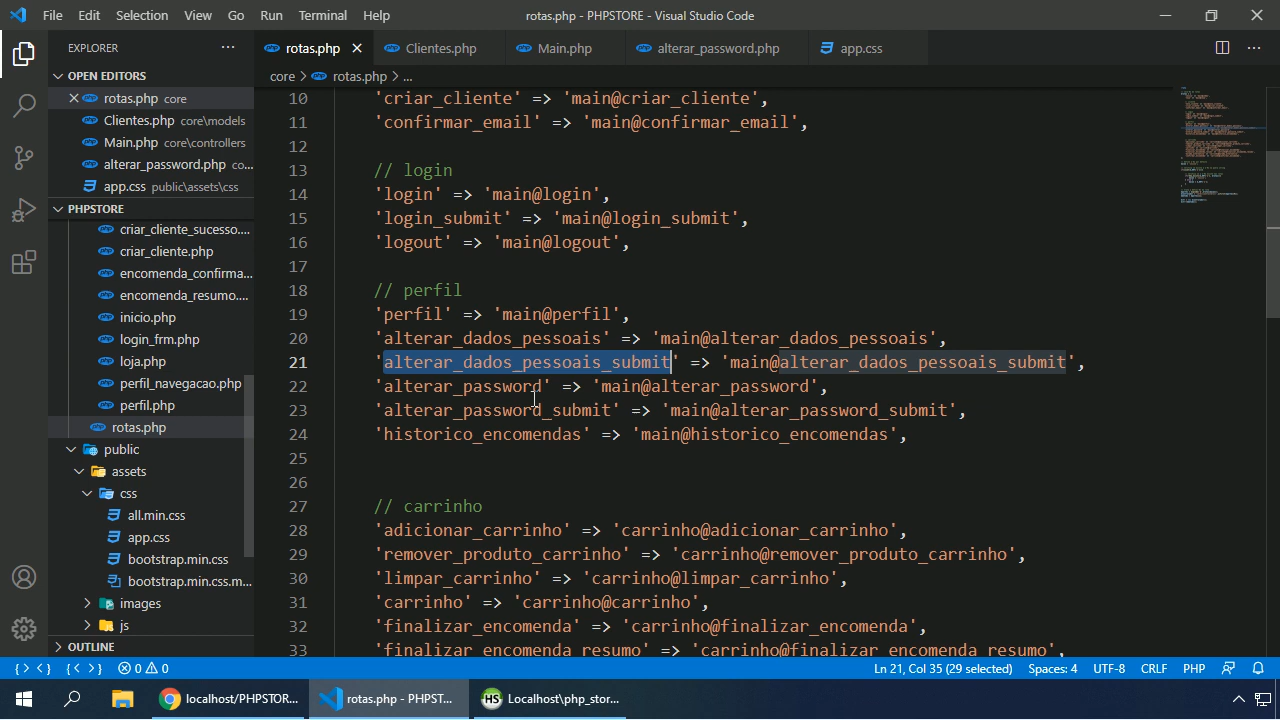 File Edit Selection View Go Run Terminal Help
rotas.php - PHPSTORE - Visual Studio Code
EXPLORER
OPEN EDITORS
rotas.php core
Clientes.php core\models
Main.php core\controllers
alterar_password.php co...
app.css public\assets\css
PHPSTORE
criar_cliente_sucesso....
criar_cliente.php
encomenda_confirma...
encomenda_resumo....
inicio.php
login_frm.php
loja.php
perfil_navegacao.php
perfil.php
rotas.php
public
assets
css
all.min.css
app.css
bootstrap.min.css
bootstrap.min.css.m...
images
js
OUTLINE
rotas.php Clientes.php Main.php alterar_password.php app.css
core > rotas.php > ...
10 'criar_cliente' => 'main@criar_cliente',
11 'confirmar_email' => 'main@confirmar_email',
12
13 // login
14 'login' => 'main@login',
15 'login_submit' => 'main@login_submit',
16 'logout' => 'main@logout',
17
18 // perfil
19 'perfil' => 'main@perfil',
20 'alterar_dados_pessoais' => 'main@alterar_dados_pessoais',
21 'alterar_dados_pessoais_submit' => 'main@alterar_dados_pessoais_submit',
22 'alterar_password' => 'main@alterar_password',
23 'alterar_password_submit' => 'main@alterar_password_submit',
24 'historico_encomendas' => 'main@historico_encomendas',
25
26
27 // carrinho
28 'adicionar_carrinho' => 'carrinho@adicionar_carrinho',
29 'remover_produto_carrinho' => 'carrinho@remover_produto_carrinho',
30 'limpar_carrinho' => 'carrinho@limpar_carrinho',
31 'carrinho' => 'carrinho@carrinho',
32 'finalizar_encomenda' => 'carrinho@finalizar_encomenda',
33 'finalizar_encomenda_resumo' => 'carrinho@finalizar_encomenda_resumo',
0 0
Ln 21, Col 35 (29 selected) Spaces: 4 UTF-8 CRLF PHP
localhost/PHPSTOR... rotas.php - PHPST... HS Localhost\php_stor...